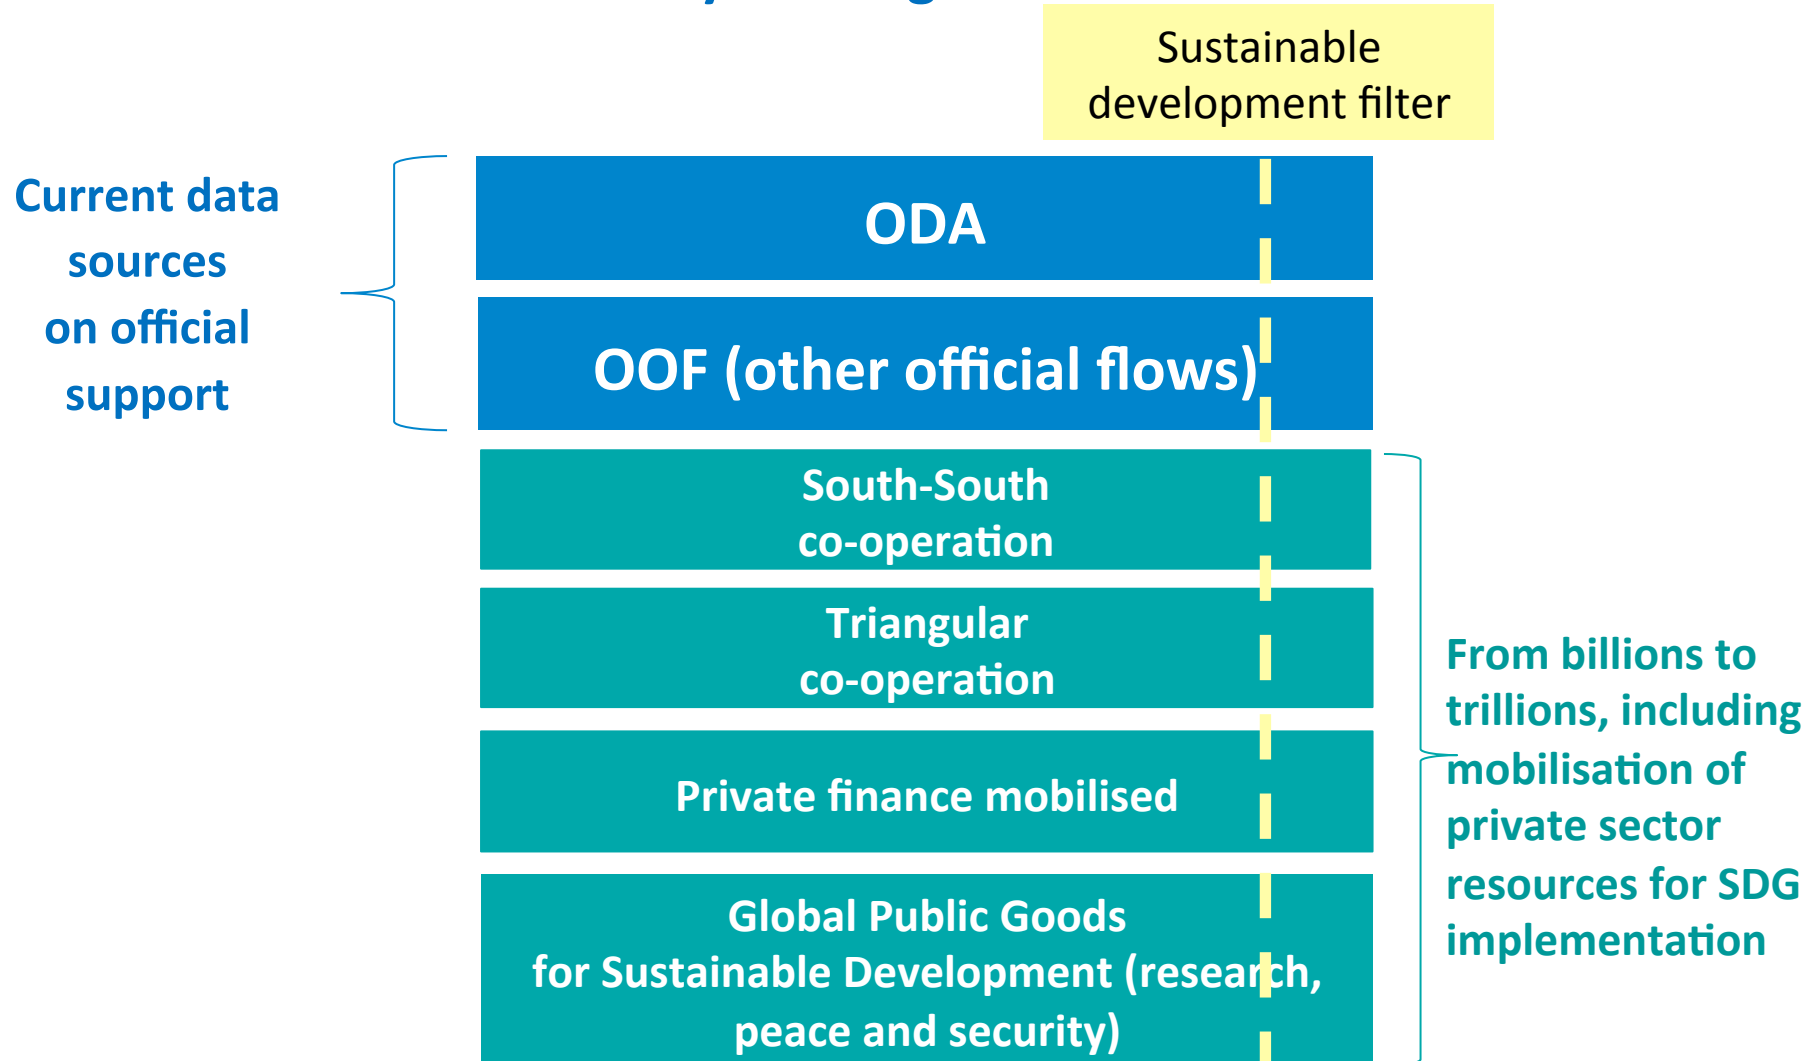 Sustainable
development filter
Current data
sources
on official
support
ODA
OOF (other official flows)
South-South
co-operation
Triangular
co-operation
Private finance mobilised
Global Public Goods
for Sustainable Development (research,
peace and security)
From billions to
trillions, including
mobilisation of
private sector
resources for SDG
implementation